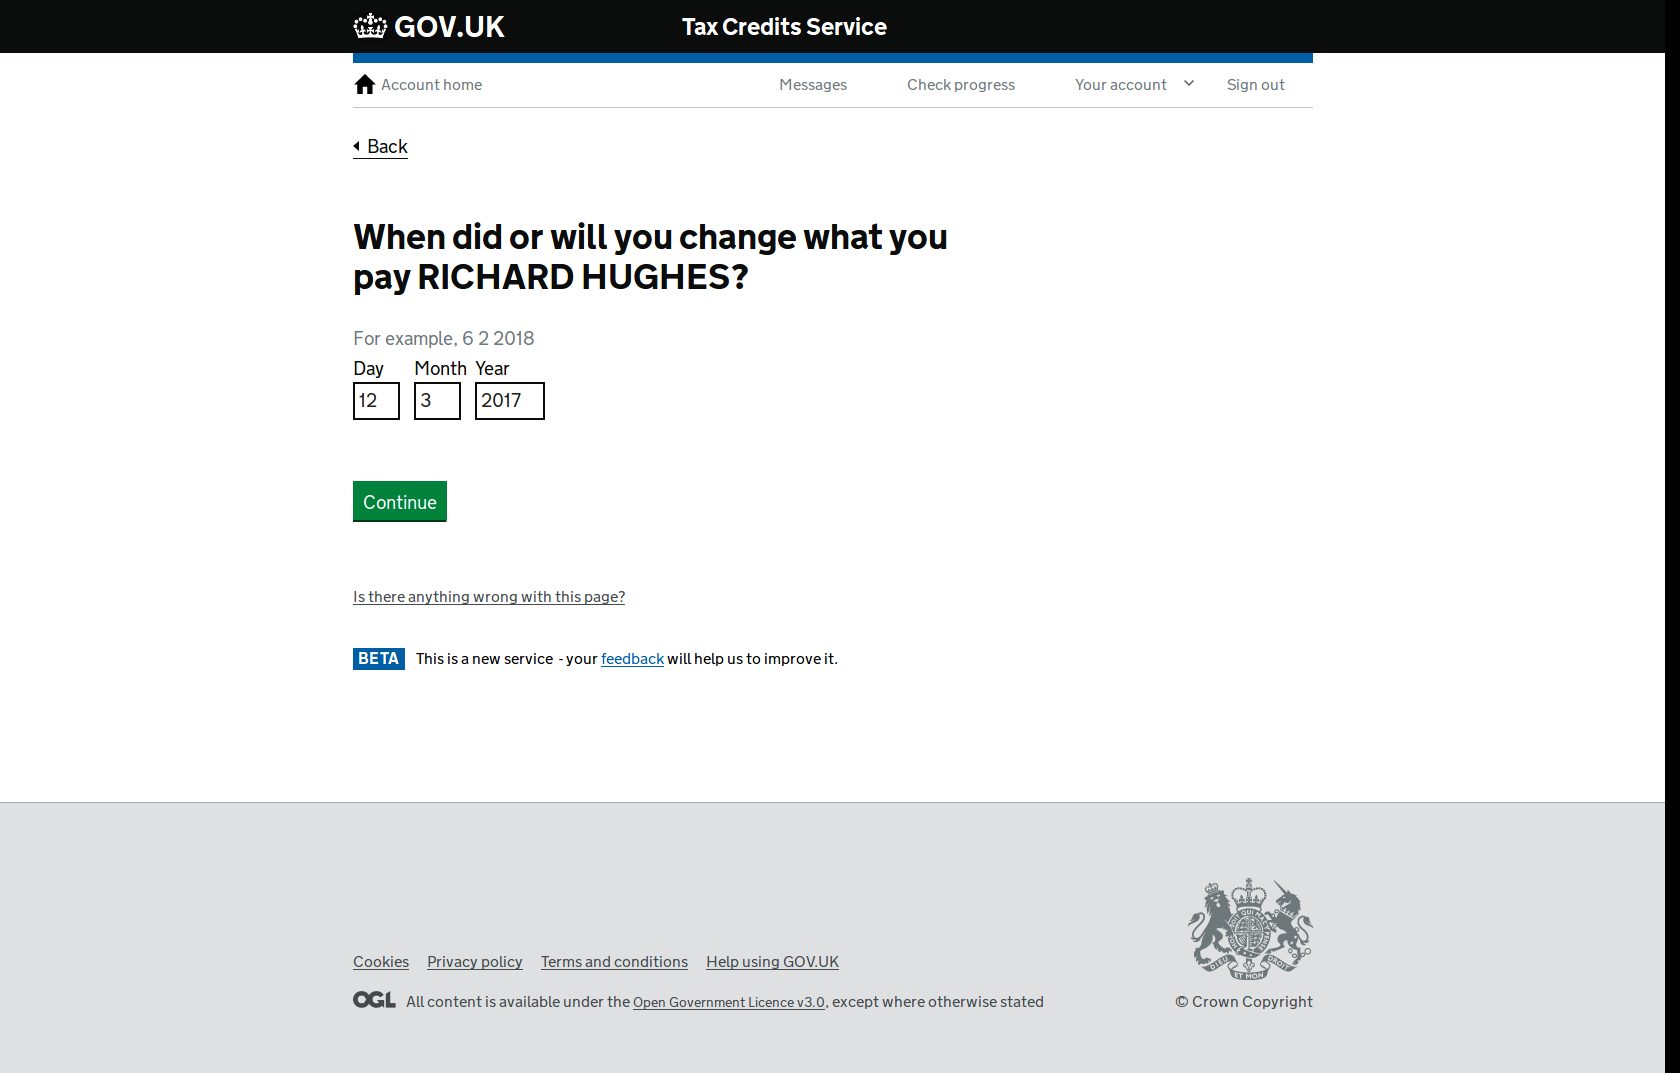 GOV.UK
Tax Credits Service
Account home
Messages
Check progress
Your account
Sign out
Back
When did or will you change what you
pay RICHARD HUGHES?
For example, 6 2 2018
Day Month Year
12 3 2017
Continue
Is there anything wrong with this page?
BETA This is a new service - your feedback will help us to improve it.
Cookies Privacy policy Terms and conditions Help using GOV.UK
OGL All content is available under the Open Government Licence v3.0, except where otherwise stated
DIEU ET MON DROIT
© Crown Copyright